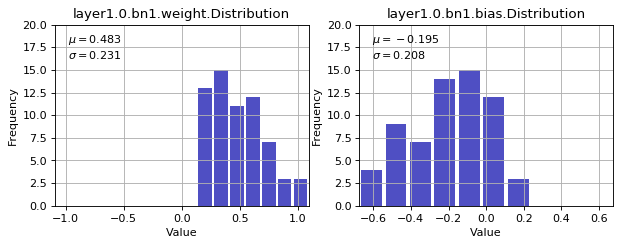 layer1.0.bn1.weight.Distribution
μ = 0.483
σ = 0.231
20.0
17.5
15.0
12.5
10.0
7.5
5.0
2.5
0.0
Frequency
−1.0 −0.5 0.0 0.5 1.0
Value
layer1.0.bn1.bias.Distribution
μ = −0.195
σ = 0.208
20.0
17.5
15.0
12.5
10.0
7.5
5.0
2.5
0.0
Frequency
−0.6 −0.4 −0.2 0.0 0.2 0.4 0.6
Value